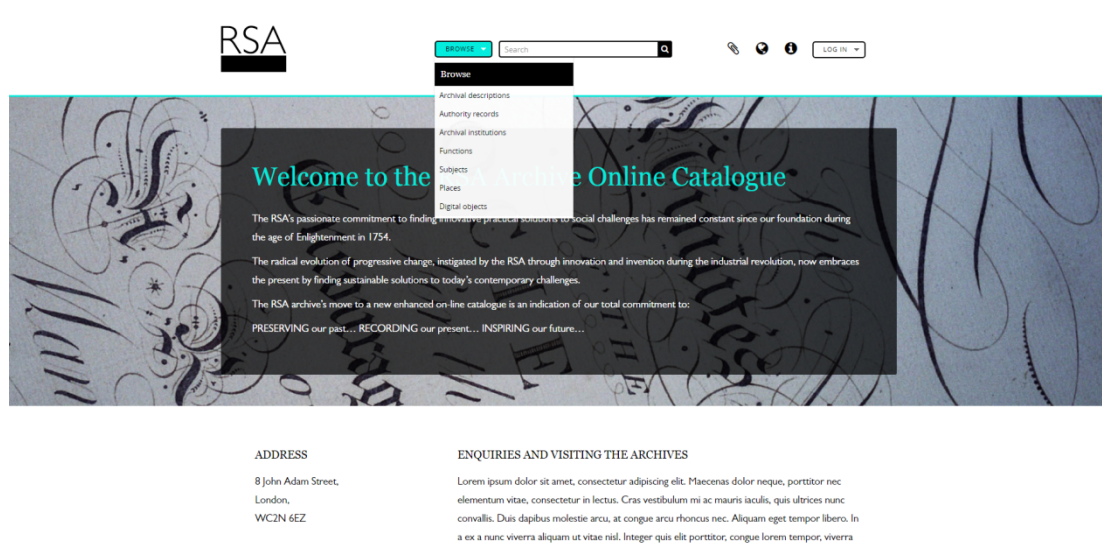 RSA
BROWSE
Search
LOG IN
Browse
Archival descriptions
Authority records
Archival institutions
Functions
Subjects
Places
Digital objects
Welcome to the RSA Archive Online Catalogue
The RSA's passionate commitment to finding innovative practical solutions to social challenges has remained constant since our foundation during
the age of Enlightenment in 1754.
The radical evolution of progressive change, instigated by the RSA through innovation and invention during the industrial revolution, now embraces
the present by finding sustainable solutions to today's contemporary challenges.
The RSA archive's move to a new enhanced on-line catalogue is an indication of our total commitment to:
PRESERVING our past… RECORDING our present… INSPIRING our future…
ADDRESS
8 John Adam Street,
London,
WC2N 6EZ
ENQUIRIES AND VISITING THE ARCHIVES
Lorem ipsum dolor sit amet, consectetur adipiscing elit. Maecenas dolor neque, porttitor nec
elementum vitae, consectetur in lectus. Cras vestibulum mi ac mauris iaculis, quis ultrices nunc
convallis. Duis dapibus molestie arcu, at congue arcu rhoncus nec. Aliquam eget tempor libero. In
a ex a nunc viverra aliquam ut vitae nisl. Integer quis elit porttitor, congue lorem tempor, viverra